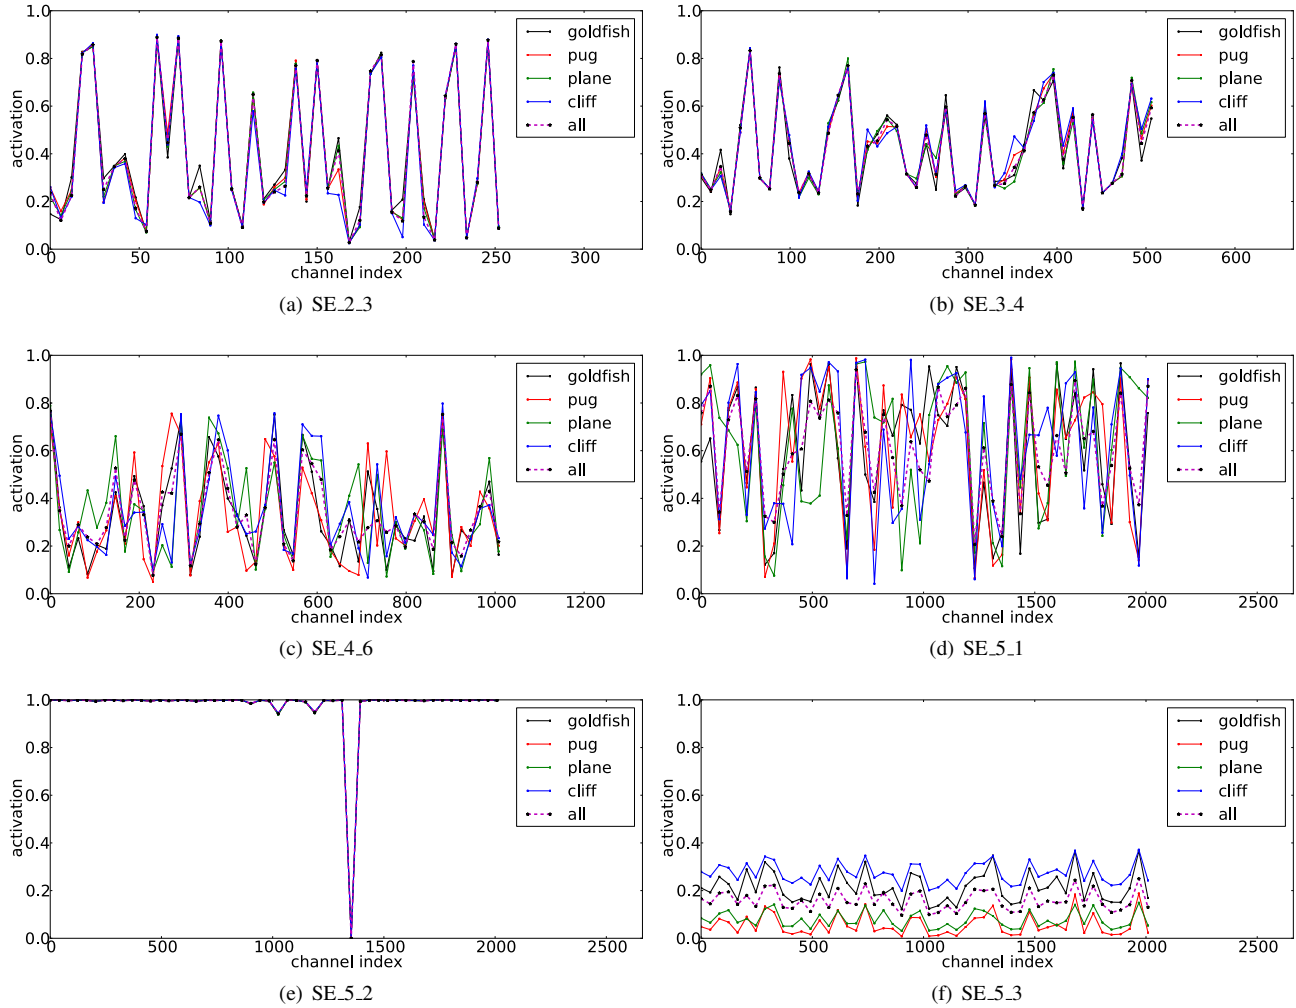 1.0
0.8
0.6
0.4
0.2
0.0
activation
0 50 100 150 200 250 300
channel index
goldfish
pug
plane
cliff
all
(a) SE_2_3
1.0
0.8
0.6
0.4
0.2
0.0
activation
0 100 200 300 400 500 600
channel index
goldfish
pug
plane
cliff
all
(b) SE_3_4
1.0
0.8
0.6
0.4
0.2
0.0
activation
0 200 400 600 800 1000 1200
channel index
goldfish
pug
plane
cliff
all
(c) SE_4_6
1.0
0.8
0.6
0.4
0.2
0.0
activation
0 500 1000 1500 2000 2500
channel index
goldfish
pug
plane
cliff
all
(d) SE_5_1
1.0
0.8
0.6
0.4
0.2
0.0
activation
0 500 1000 1500 2000 2500
channel index
goldfish
pug
plane
cliff
all
(e) SE_5_2
1.0
0.8
0.6
0.4
0.2
0.0
activation
0 500 1000 1500 2000 2500
channel index
goldfish
pug
plane
cliff
all
(f) SE_5_3